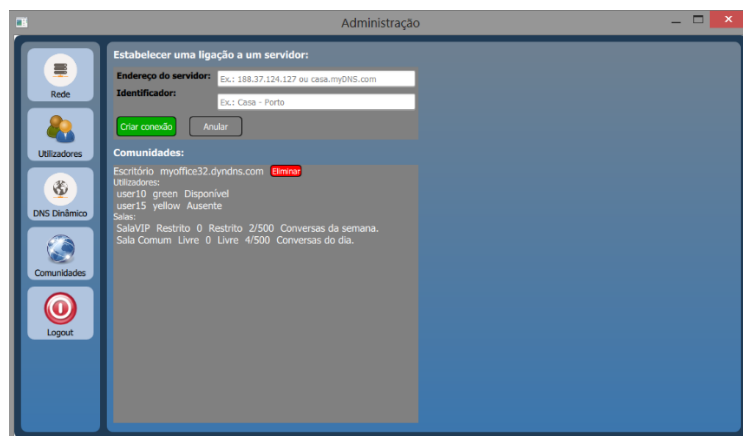 Administração
Rede
Utilizadores
DNS Dinâmico
Comunidades
Logout
Estabelecer uma ligação a um servidor:
Endereço do servidor: Ex.: 188.37.124.127 ou casa.myDNS.com
Identificador:
Ex.: Casa - Porto
Criar conexão Anular
Comunidades:
Escritório myoffice32.dyndns.com Eliminar
Utilizadores:
user10 green Disponível
user15 yellow Ausente
Salas:
SalaVIP Restrito 0 Restrito 2/500 Conversas da semana.
Sala Comum Livre 0 Livre 4/500 Conversas do dia.